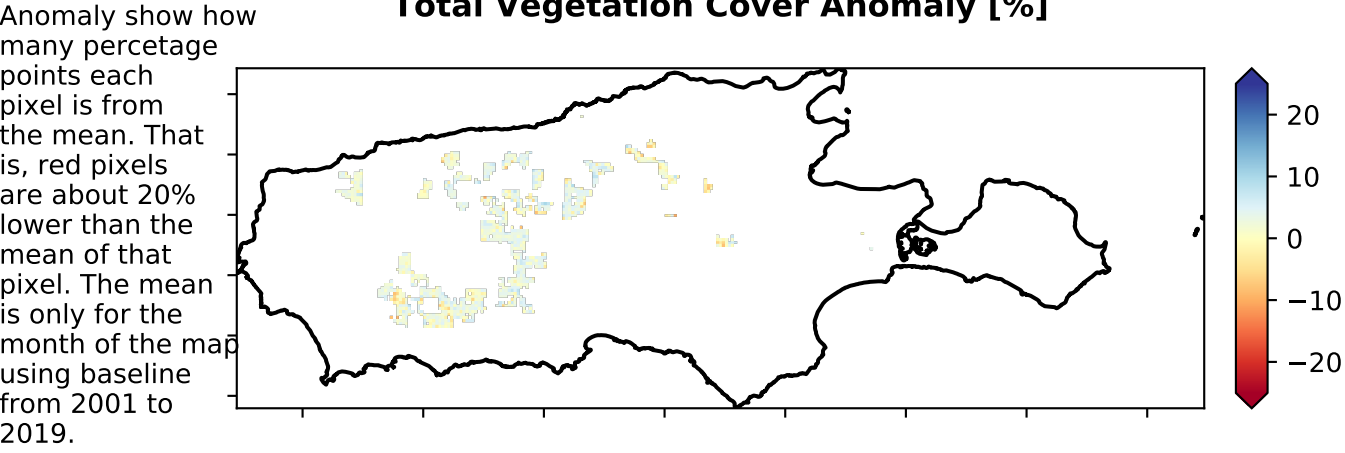 Total Vegetation Cover Anomaly [%]
Anomaly show how
many percetage
points each
pixel is from
the mean. That
is, red pixels
are about 20%
lower than the
mean of that
pixel. The mean
is only for the
month of the map
using baseline
from 2001 to
2019.
20
10
0
−10
−20